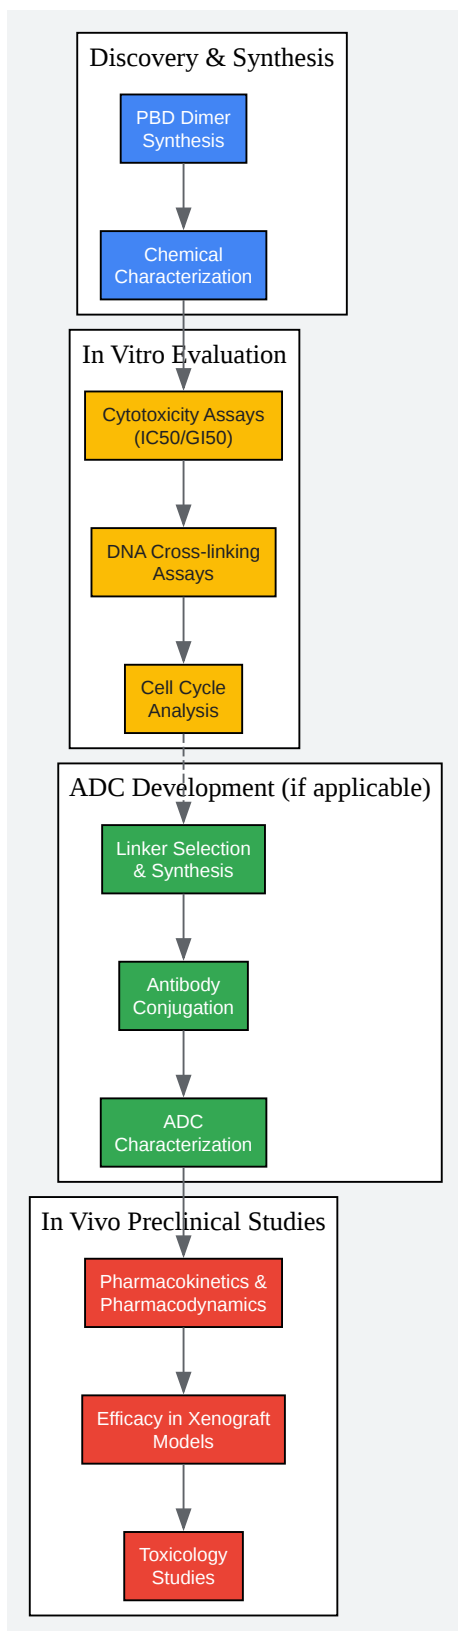 Discovery & Synthesis
PBD Dimer
Synthesis
Chemical
Characterization
In Vitro Evaluation
Cytotoxicity Assays
(IC50/GI50)
DNA Cross-linking
Assays
Cell Cycle
Analysis
ADC Development (if applicable)
Linker Selection
& Synthesis
Antibody
Conjugation
ADC
Characterization
In Vivo Preclinical Studies
Pharmacokinetics &
Pharmacodynamics
Efficacy in Xenograft
Models
Toxicology
Studies